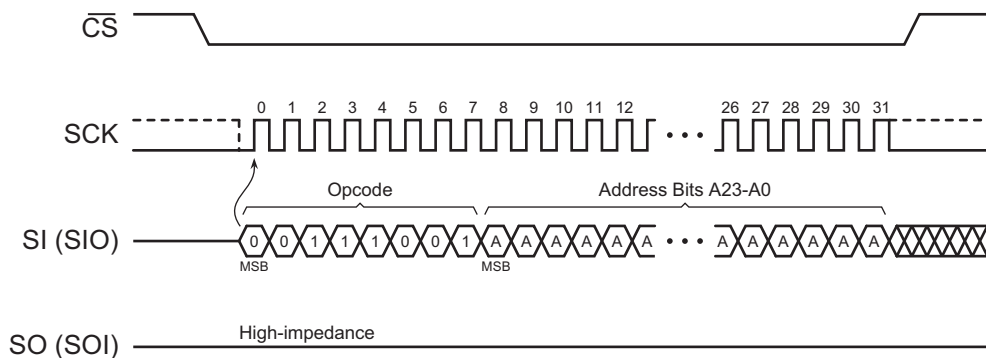 CS
0 1 2 3 4 5 6 7 8 9 10 11 12 26 27 28 29 30 31
SCK
• • •
Opcode Address Bits A23-A0
SI (SIO) 0 0 1 1 1 0 0 1 A A A A A A • • • A A A A A A
MSB MSB
High-impedance
SO (SOI)